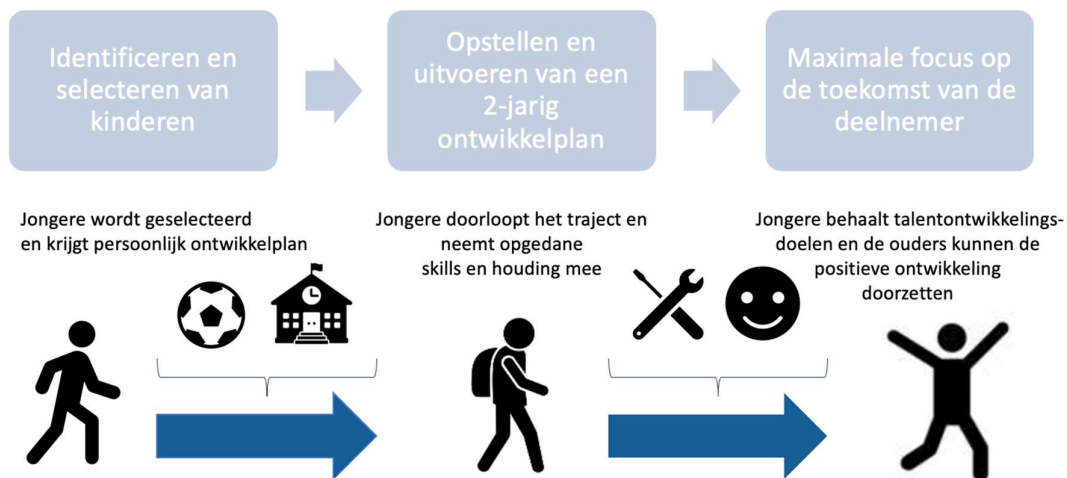 Identificeren en
selecteren van
kinderen
Opstellen en
uitvoeren van een
2-jarig
ontwikkelplan
Maximale focus op
de toekomst van de
deelnemer
Jongere wordt geselecteerd
en krijgt persoonlijk ontwikkelplan
Jongere doorloopt het traject en
neemt opgedane
skills en houding mee
Jongere behaalt talentontwikkelings-
doelen en de ouders kunnen de
positieve ontwikkeling
doorzetten